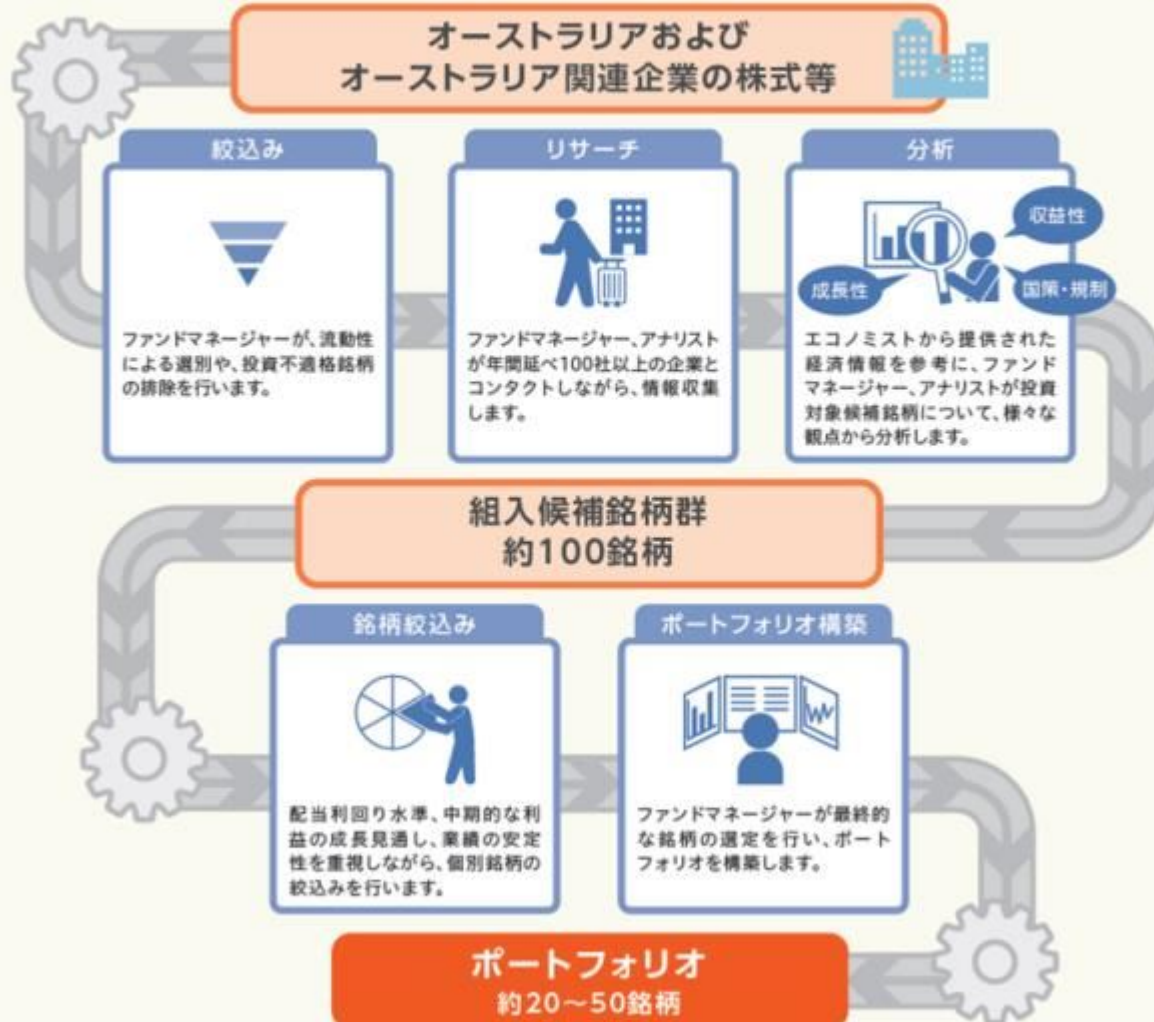 オーストラリアおよび
オーストラリア関連企業の株式等
絞込み
ファンドマネージャーが、流動性
による選別や、投資不適格銘柄
の排除を行います。
リサーチ
ファンドマネージャー、アナリスト
が年間延べ100社以上の企業と
コンタクトしながら、情報収集
します。
分析
収益性
成長性
国策・規制
エコノミストから提供された
経済情報を参考に、ファンド
マネージャー、アナリストが投資
対象候補銘柄について、様々な
観点から分析します。
組入候補銘柄群
約100銘柄
銘柄絞込み
配当利回り水準、中期的な利
益の成長見通し、業績の安定
性を重視しながら、個別銘柄の
絞込みを行います。
ポートフォリオ構築
ファンドマネージャーが最終的
な銘柄の選定を行い、ポート
フォリオを構築します。
ポートフォリオ
約20～50銘柄